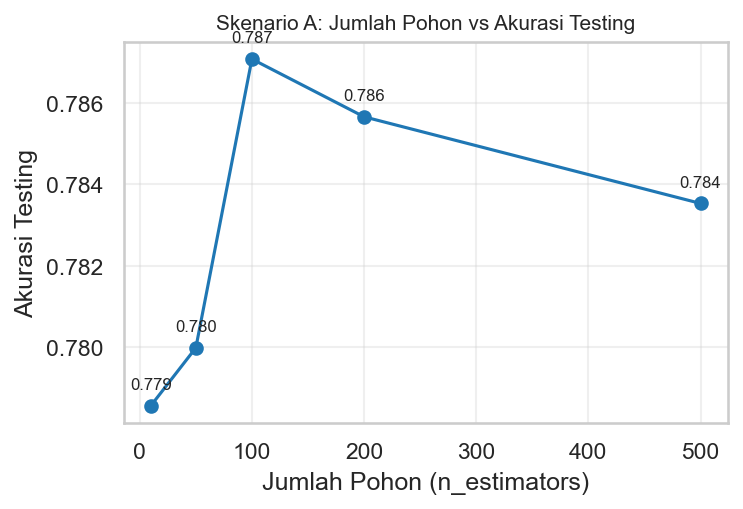 Skenario A: Jumlah Pohon vs Akurasi Testing
0.787
0.786
0.784
0.780
0.779
Akurasi Testing
0.786
0.784
0.782
0.780
0 100 200 300 400 500
Jumlah Pohon (n_estimators)